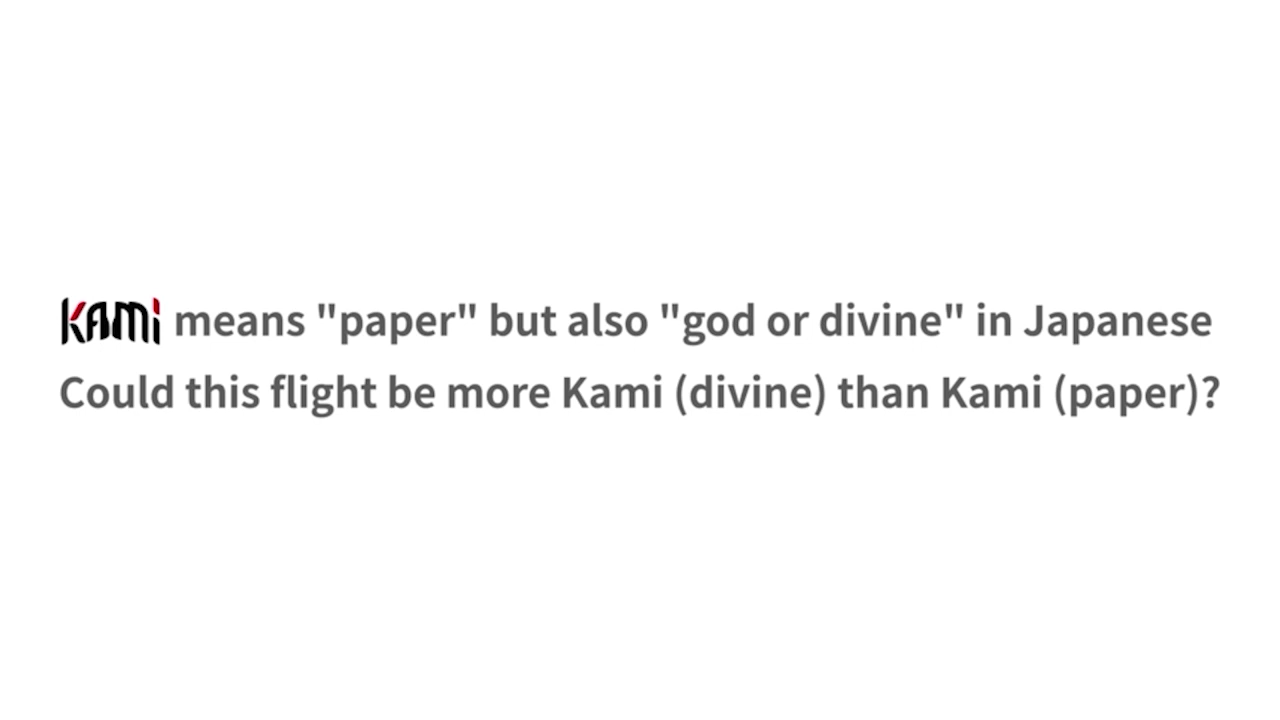 KAMi means "paper" but also "god or divine" in Japanese
Could this flight be more Kami (divine) than Kami (paper)?